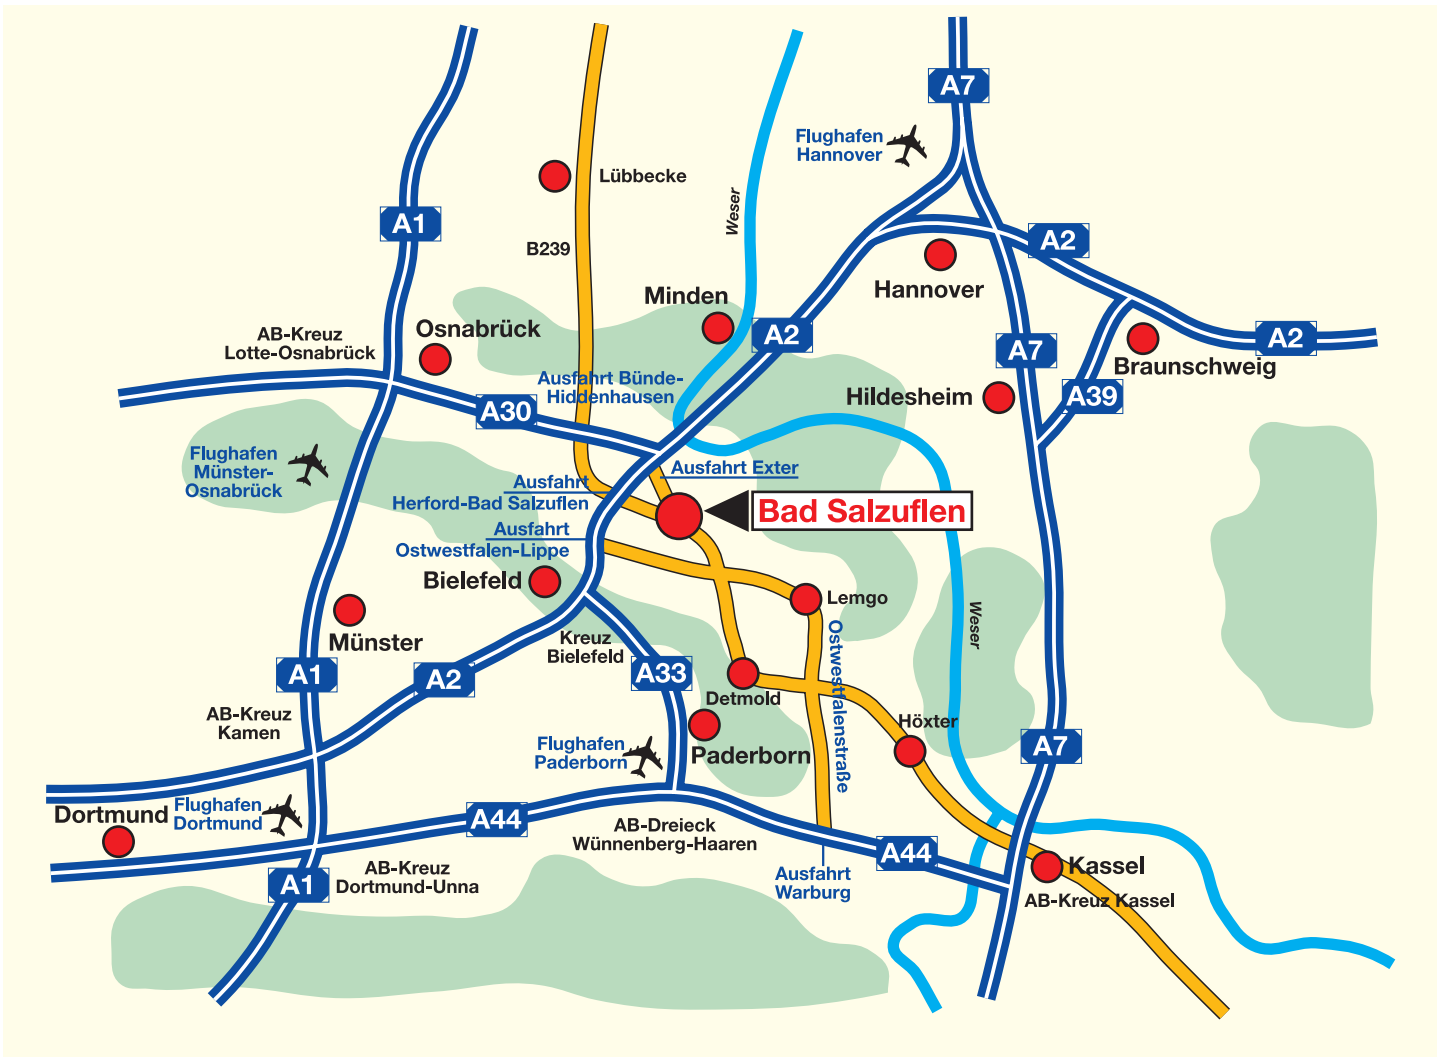 A7
Flughafen
Hannover
Lübbecke
Weser
A1
B239
A2
Hannover
Minden
AB-Kreuz
Lotte-Osnabrück
Osnabrück
A2
A7
A2
Braunschweig
Hildesheim
A39
Ausfahrt Bünde-
Hiddenhausen
A30
Flughafen
Münster-
Osnabrück
Ausfahrt Exter
Ausfahrt
Herford-Bad Salzuflen
Bad Salzuflen
Ausfahrt
Ostwestfalen-Lippe
Bielefeld
Lemgo
Weser
Münster
Kreuz
Bielefeld
Ostwestfalenstraße
A1
A2
A33
Detmold
AB-Kreuz
Kamen
Höxter
Flughafen
Paderborn
Paderborn
A7
Dortmund
Flughafen
Dortmund
A44
AB-Dreieck
Wünnenberg-Haaren
A44
Kassel
AB-Kreuz
Dortmund-Unna
A1
Ausfahrt
Warburg
AB-Kreuz Kassel